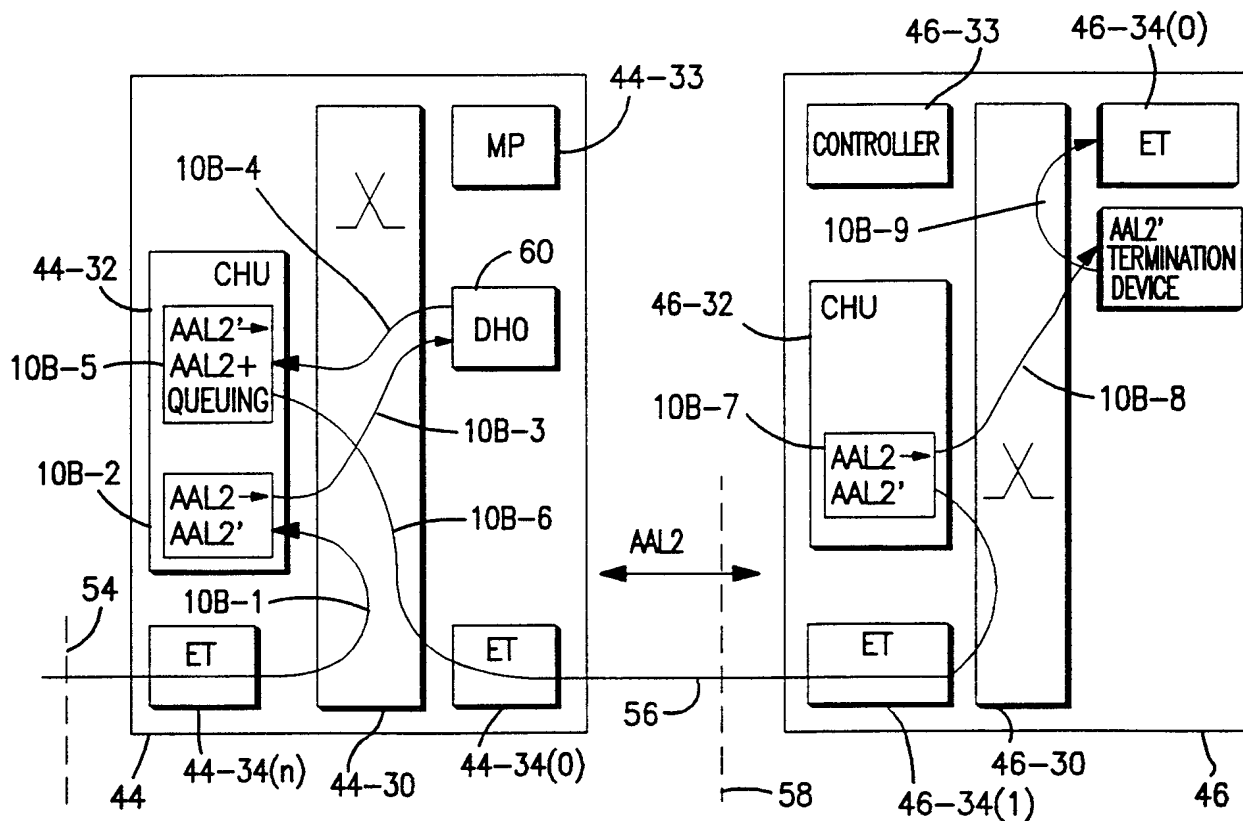 46-33
46-34(0)
44-33
MP
CONTROLLER
ET
10B-4
10B-9
AAL2'
TERMINATION
DEVICE
60
44-32
CHU
46-32
CHU
AAL2'→
AAL2+
QUEUING
10B-5
DHO
10B-3
10B-7
10B-8
AAL2→
AAL2'
10B-2
AAL2→
AAL2'
10B-6
AAL2
54
10B-1
ET
ET
ET
56
44
44-34(n)
44-30
44-34(0)
58
46-34(1)
46-30
46